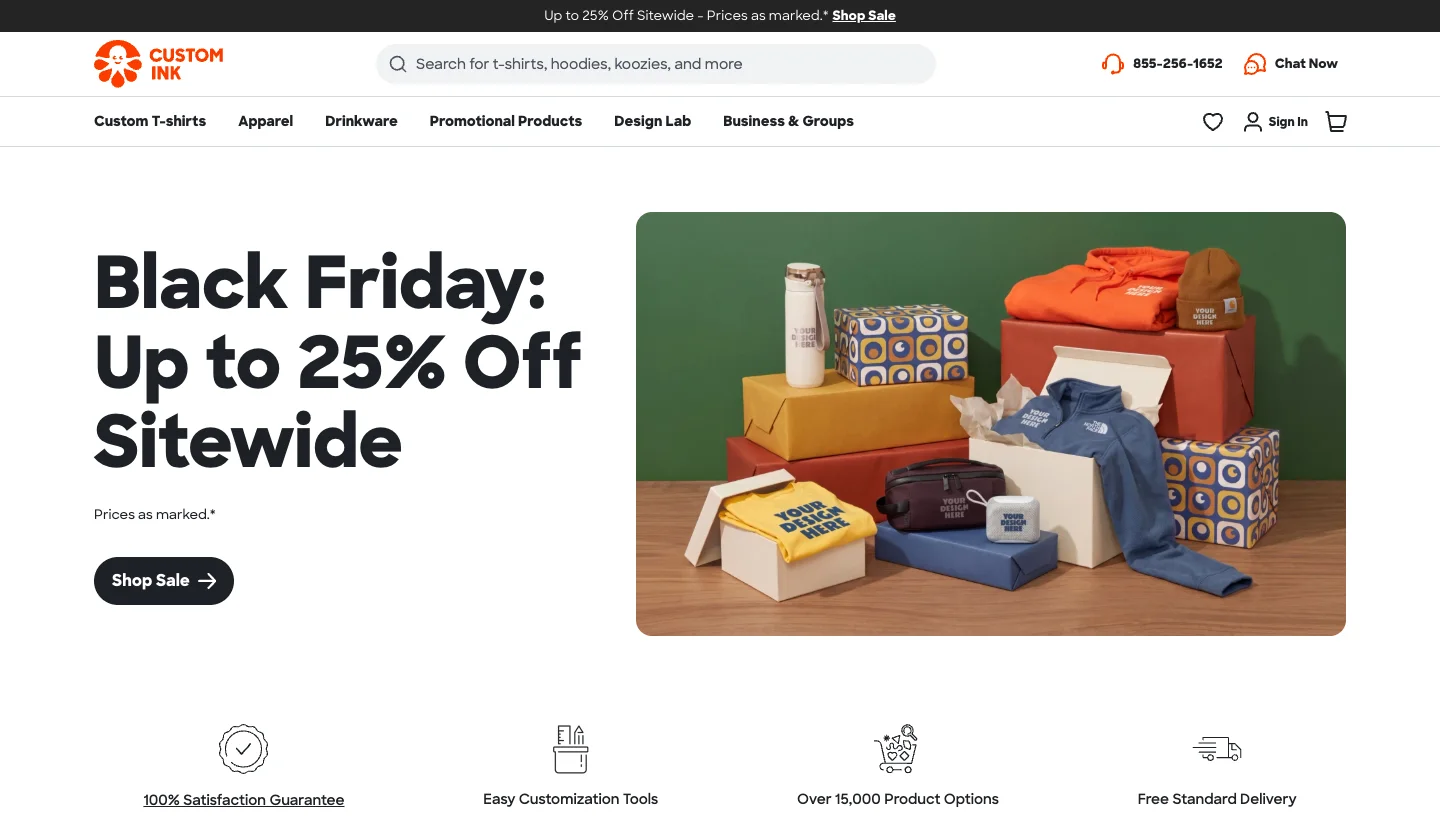 Up to 25% Off Sitewide - Prices as marked.* Shop Sale
CUSTOM
INK
Search for t-shirts, hoodies, koozies, and more
855-256-1652
Chat Now
Custom T-shirts
Apparel
Drinkware
Promotional Products
Design Lab
Business & Groups
Sign In
Black Friday:
Up to 25% Off
Sitewide
Prices as marked.*
Shop Sale
YOUR
DESIGN
HERE
YOUR
DESIGN
HERE
YOUR
DESIGN
HERE
YOUR
DESIGN
HERE
THE
NORTH
FACE
YOUR
DESIGN
HERE
YOUR
DESIGN
HERE
YOUR
DESIGN
HERE
100% Satisfaction Guarantee
Easy Customization Tools
Over 15,000 Product Options
Free Standard Delivery